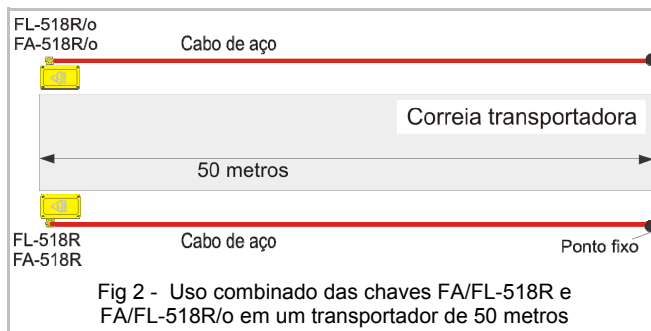 FL-518R/o
FA-518R/o
Cabo de aço
Correia transportadora
50 metros
FL-518R
FA-518R
Cabo de aço
Ponto fixo
Fig 2 - Uso combinado das chaves FA/FL-518R e
FA/FL-518R/o em um transportador de 50 metros